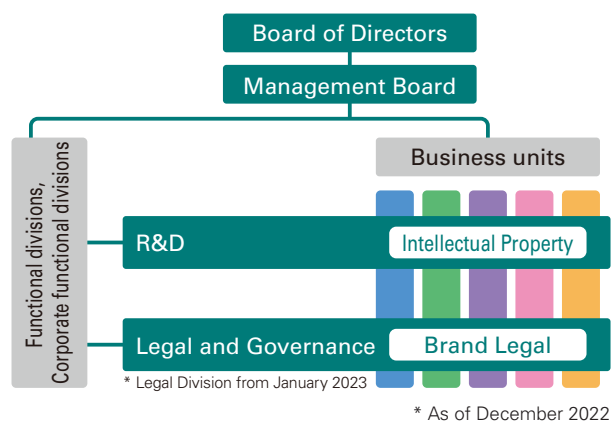 Board of Directors
Management Board
Functional divisions,
Corporate functional divisions
Business units
R&D
Intellectual Property
Legal and Governance
Brand Legal
* Legal Division from January 2023
* As of December 2022